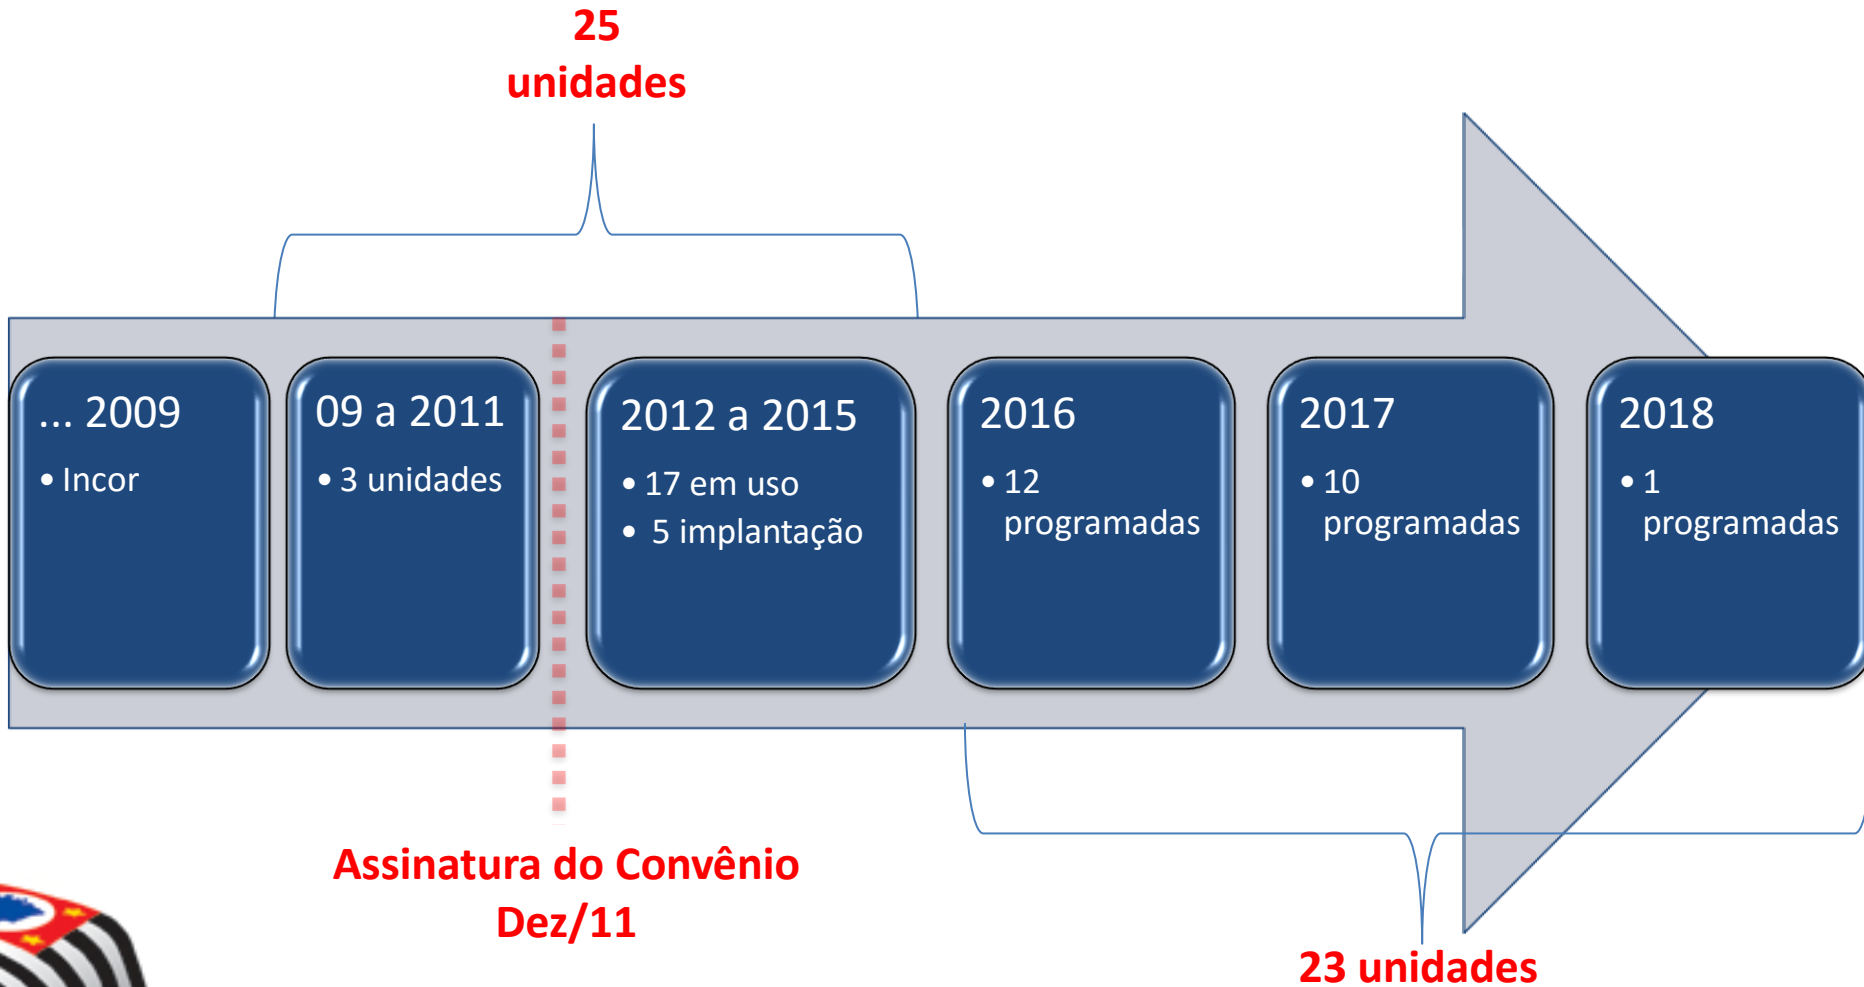 25
unidades
... 2009
• Incor
09 a 2011
• 3 unidades
2012 a 2015
• 17 em uso
• 5 implantação
2016
• 12
programadas
2017
• 10
programadas
2018
• 1
programadas
Assinatura do Convênio
Dez/11
23 unidades